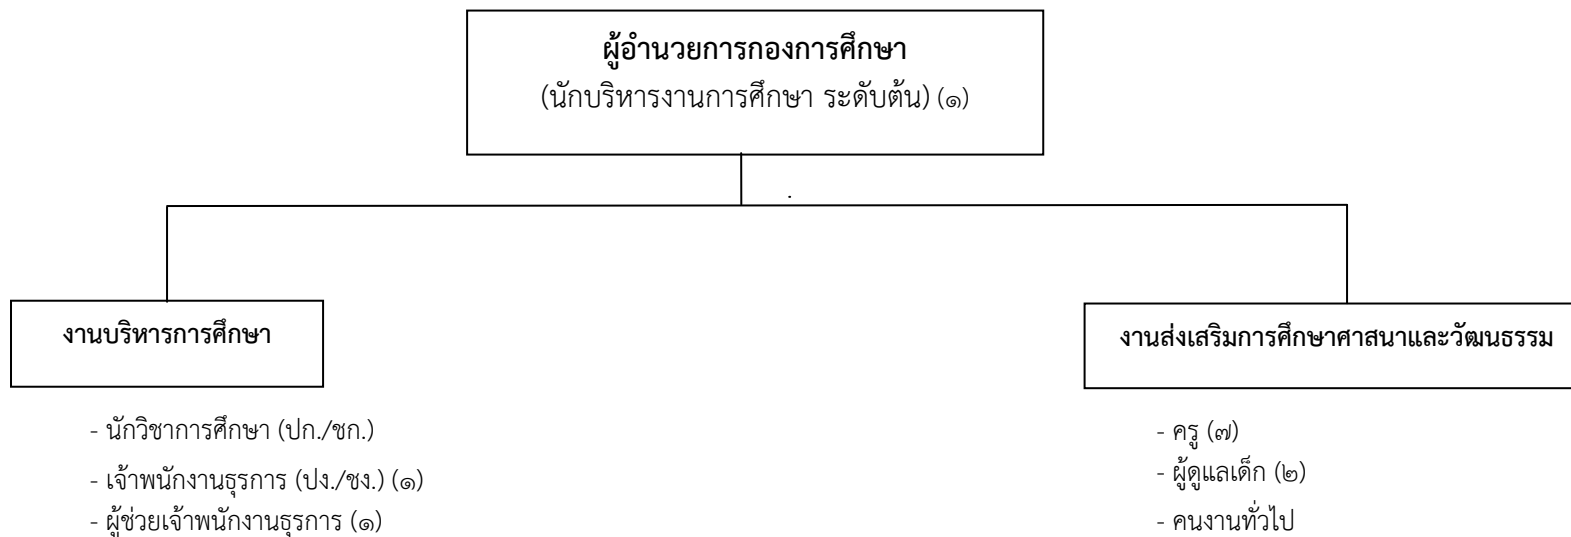 ผู้อำนวยการกองการศึกษา
(นักบริหารงานการศึกษา ระดับต้น) (๑)
งานบริหารการศึกษา
- นักวิชาการศึกษา (ปก./ชก.)
- เจ้าพนักงานธุรการ (ปง./ชง.) (๑)
- ผู้ช่วยเจ้าพนักงานธุรการ (๑)
งานส่งเสริมการศึกษาศาสนาและวัฒนธรรม
- ครู (๗)
- ผู้ดูแลเด็ก (๒)
- คนงานทั่วไป